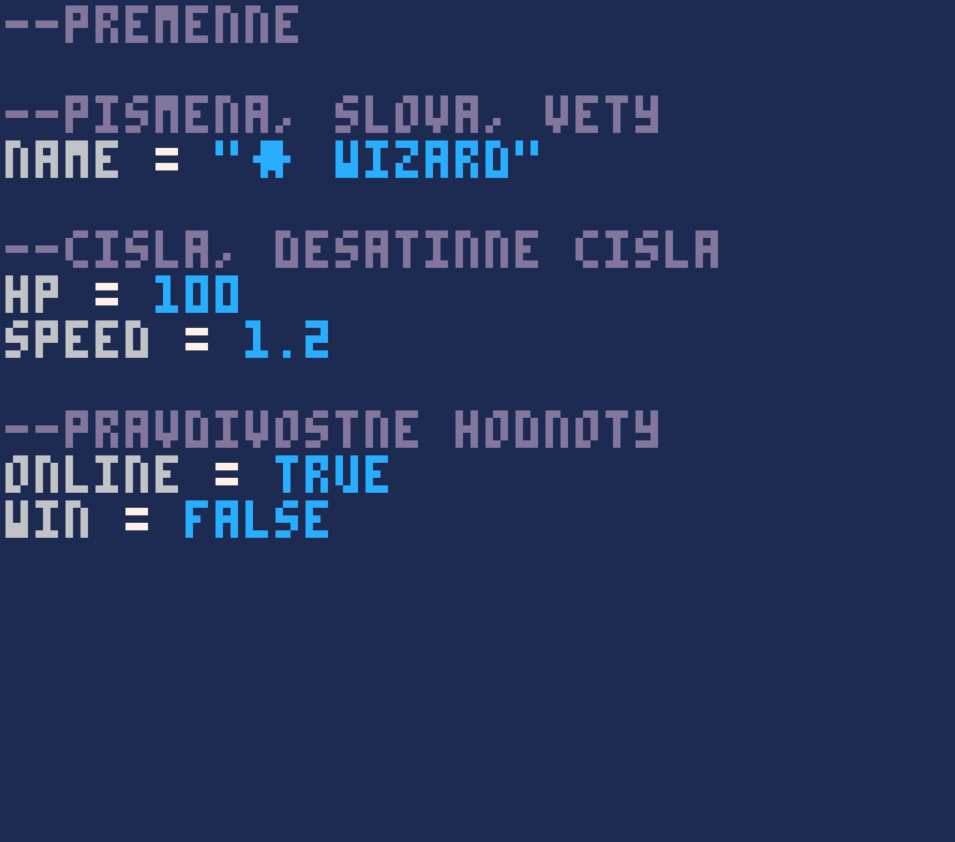 --PREMENNE
--PISMENA, SLOVA, VETY
NAME = "🐱 WIZARD"
--CISLA, DESATINNE CISLA
HP = 100
SPEED = 1.2
--PRAVDIVOSTNE HODNOTY
ONLINE = TRUE
WIN = FALSE